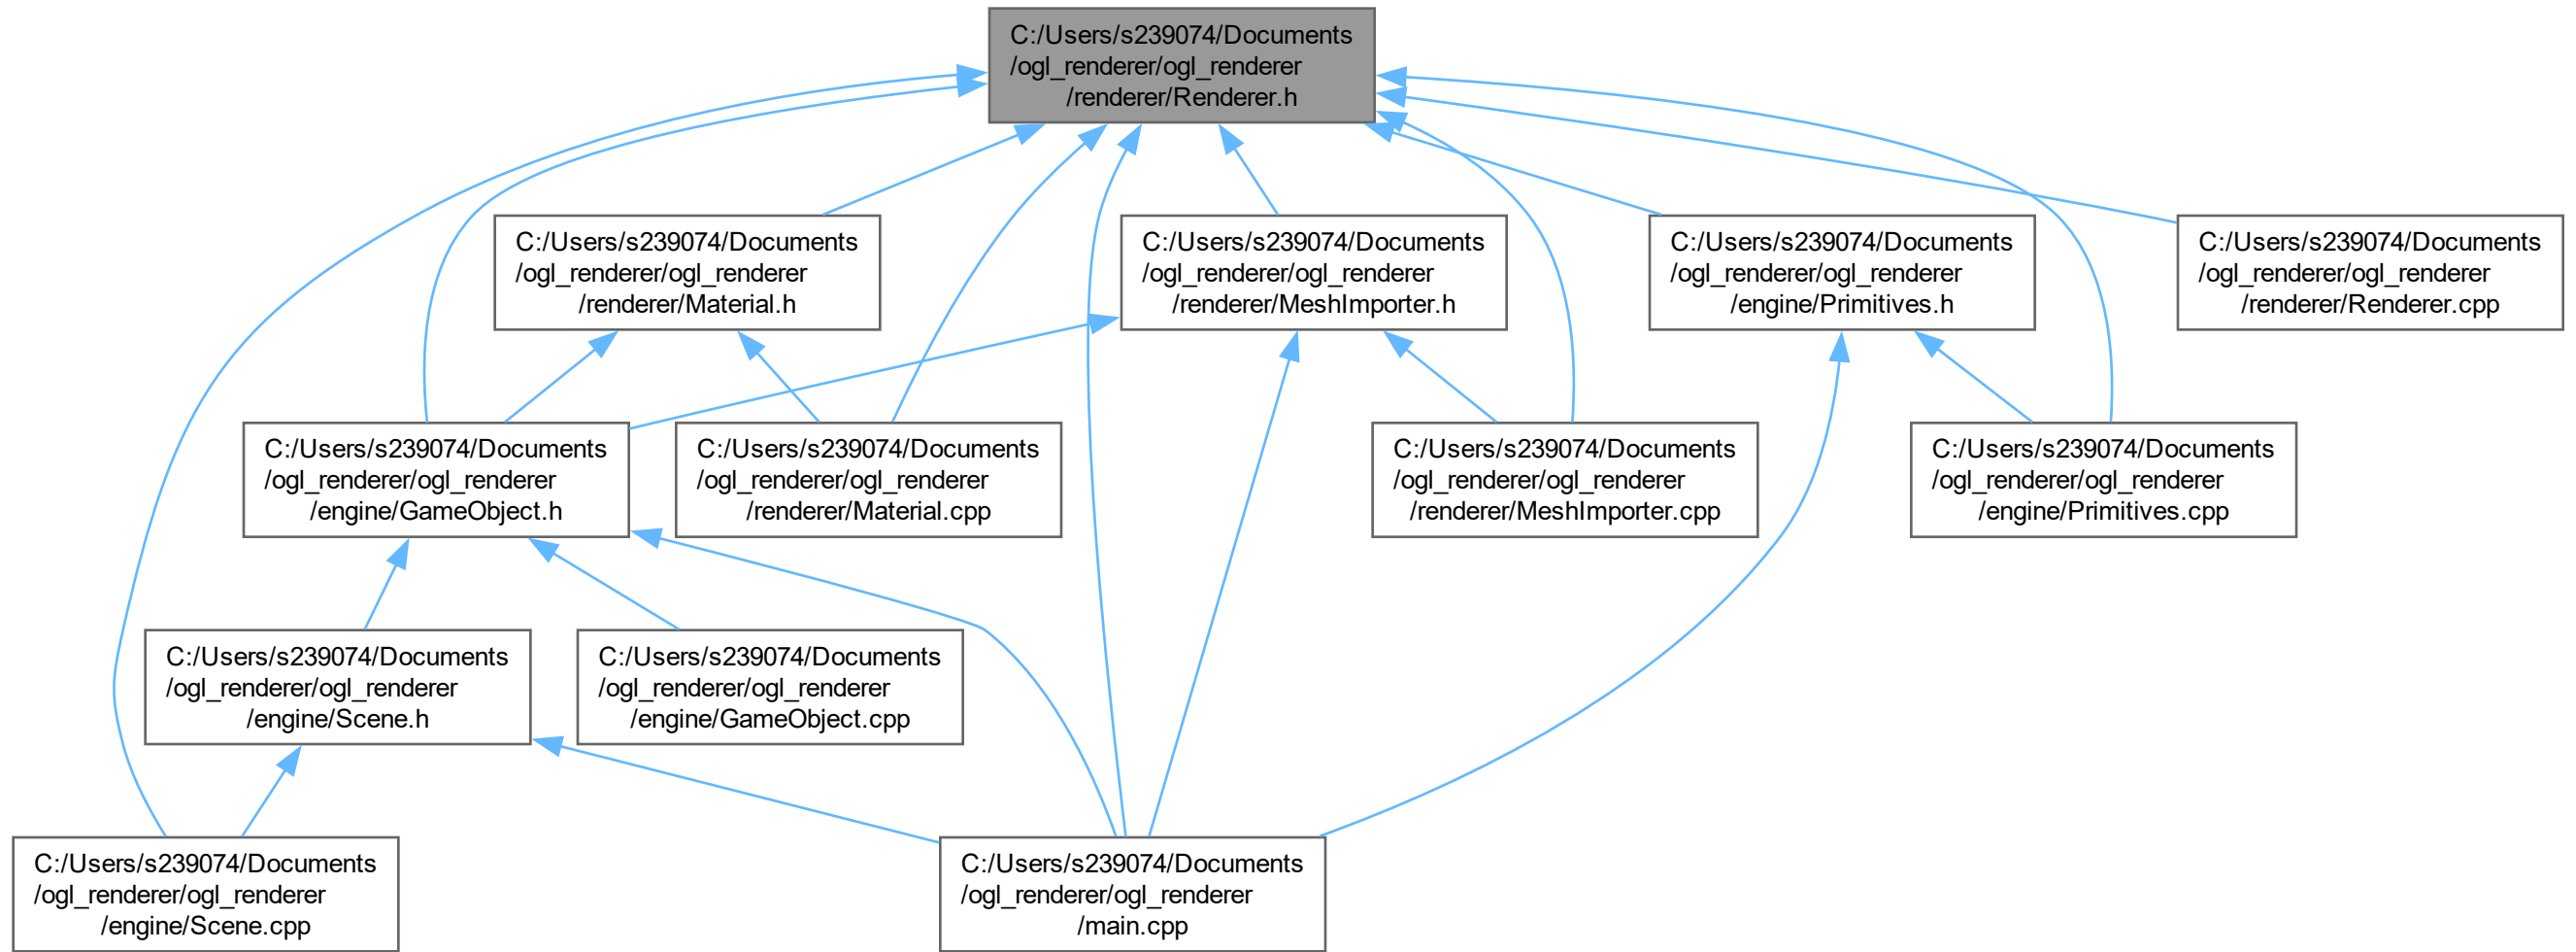 C:/Users/s239074/Documents
/ogl_renderer/ogl_renderer
/renderer/Renderer.h
C:/Users/s239074/Documents
/ogl_renderer/ogl_renderer
/renderer/Material.h
C:/Users/s239074/Documents
/ogl_renderer/ogl_renderer
/renderer/MeshImporter.h
C:/Users/s239074/Documents
/ogl_renderer/ogl_renderer
/engine/Primitives.h
C:/Users/s239074/Documents
/ogl_renderer/ogl_renderer
/renderer/Renderer.cpp
C:/Users/s239074/Documents
/ogl_renderer/ogl_renderer
/engine/GameObject.h
C:/Users/s239074/Documents
/ogl_renderer/ogl_renderer
/renderer/Material.cpp
C:/Users/s239074/Documents
/ogl_renderer/ogl_renderer
/renderer/MeshImporter.cpp
C:/Users/s239074/Documents
/ogl_renderer/ogl_renderer
/engine/Primitives.cpp
C:/Users/s239074/Documents
/ogl_renderer/ogl_renderer
/engine/Scene.h
C:/Users/s239074/Documents
/ogl_renderer/ogl_renderer
/engine/GameObject.cpp
C:/Users/s239074/Documents
/ogl_renderer/ogl_renderer
/engine/Scene.cpp
C:/Users/s239074/Documents
/ogl_renderer/ogl_renderer
/main.cpp